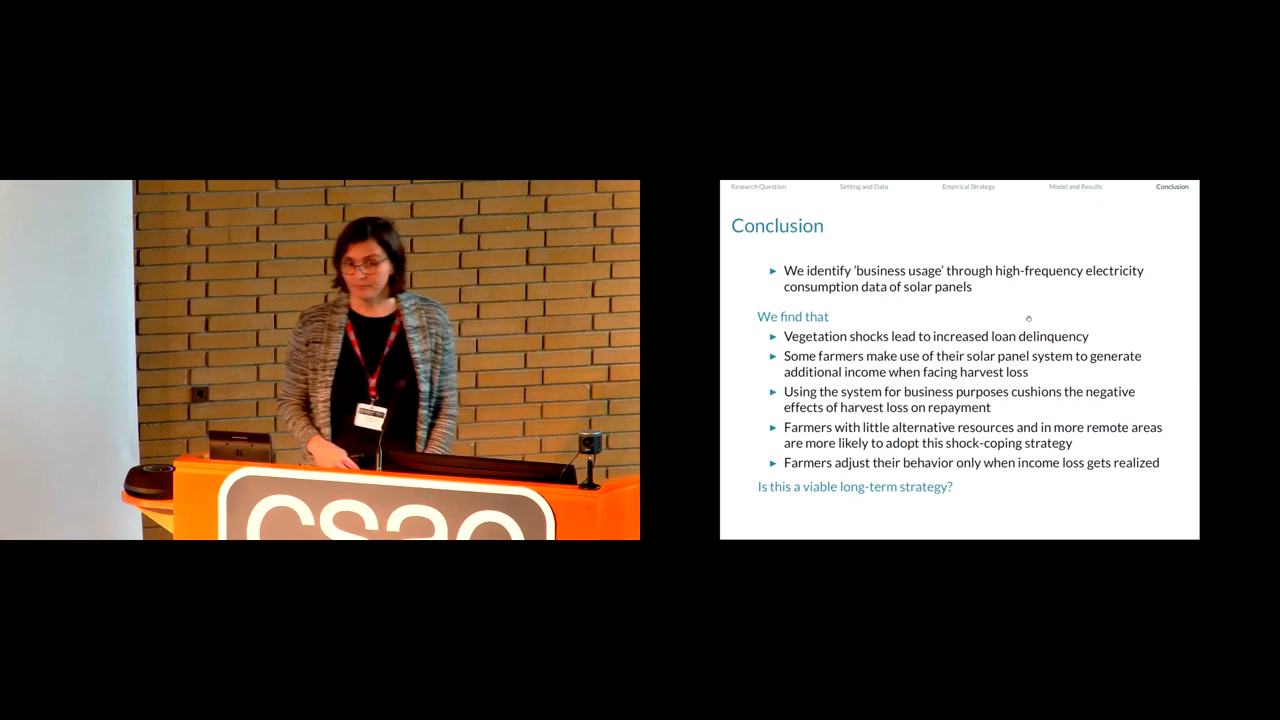 csae
Research Question
Setting and Data
Empirical Strategy
Model and Results
Conclusion
Conclusion
▶ We identify 'business usage' through high-frequency electricity
consumption data of solar panels
We find that
▶ Vegetation shocks lead to increased loan delinquency
▶ Some farmers make use of their solar panel system to generate
additional income when facing harvest loss
▶ Using the system for business purposes cushions the negative
effects of harvest loss on repayment
▶ Farmers with little alternative resources and in more remote areas
are more likely to adopt this shock-coping strategy
▶ Farmers adjust their behavior only when income loss gets realized
Is this a viable long-term strategy?